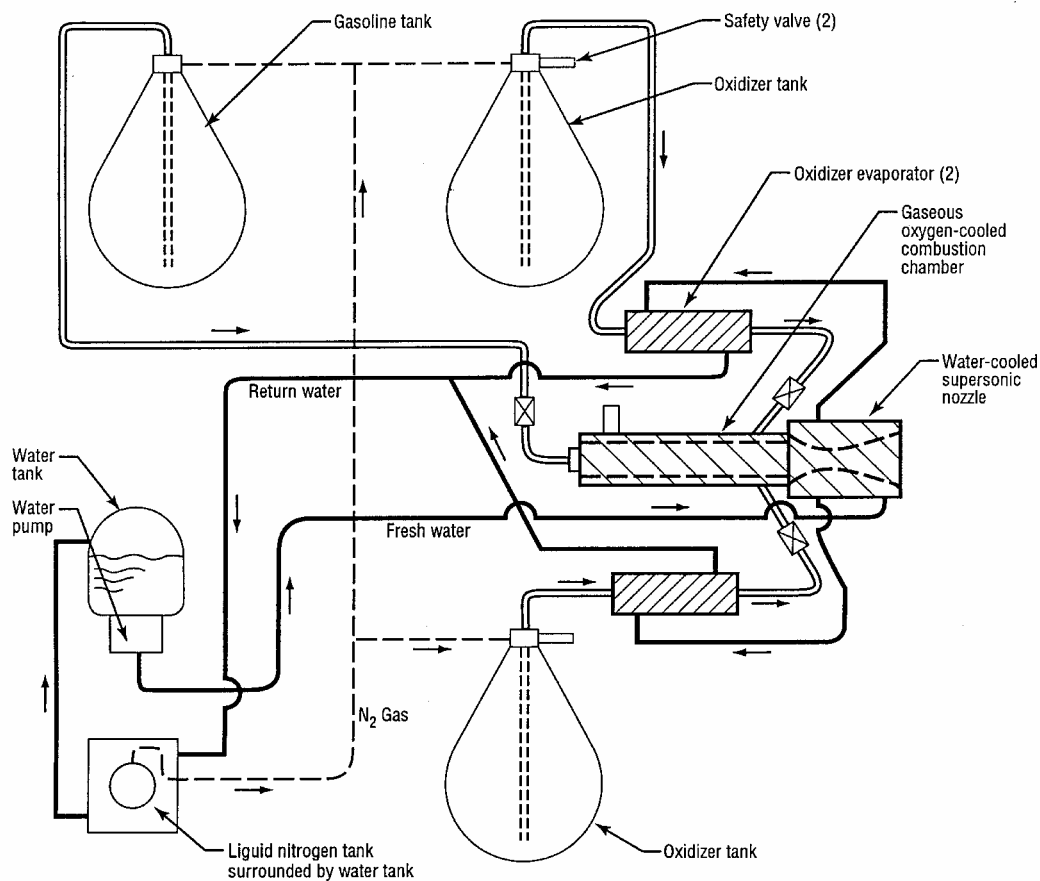 Gasoline tank
Safety valve (2)
Oxidizer tank
Oxidizer evaporator (2)
Gaseous
oxygen-cooled
combustion
chamber
Water-cooled
supersonic
nozzle
Return water
Water
tank
Water
pump
Fresh water
N2 Gas
Liguid nitrogen tank
surrounded by water tank
Oxidizer tank